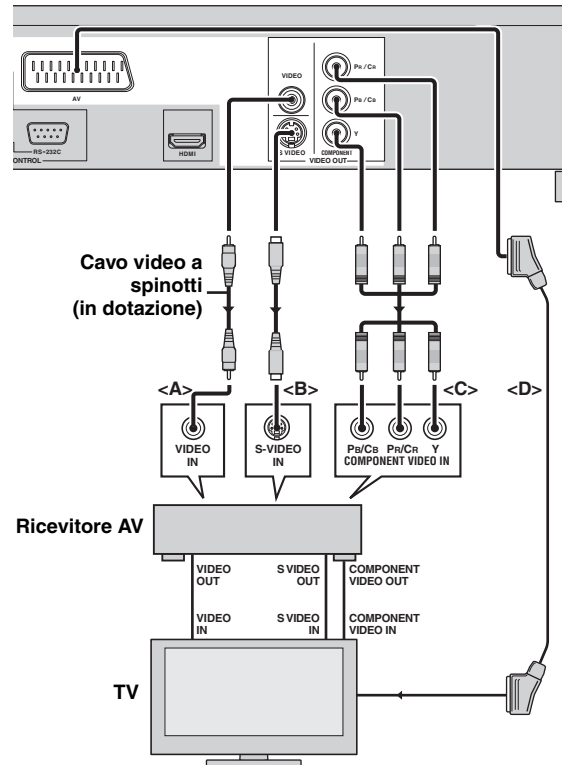 AV
RS-232C
CONTROL
HDMI
VIDEO
S VIDEO
PR/CR
PB/CB
Y
COMPONENT
VIDEO OUT
Cavo video a
spinotti
(in dotazione)
<A>
<B>
<C>
<D>
VIDEO
IN
S-VIDEO
IN
PB/CB PR/CR Y
COMPONENT VIDEO IN
Ricevitore AV
VIDEO
OUT
S VIDEO
OUT
COMPONENT
VIDEO OUT
VIDEO
IN
S VIDEO
IN
COMPONENT
VIDEO IN
TV